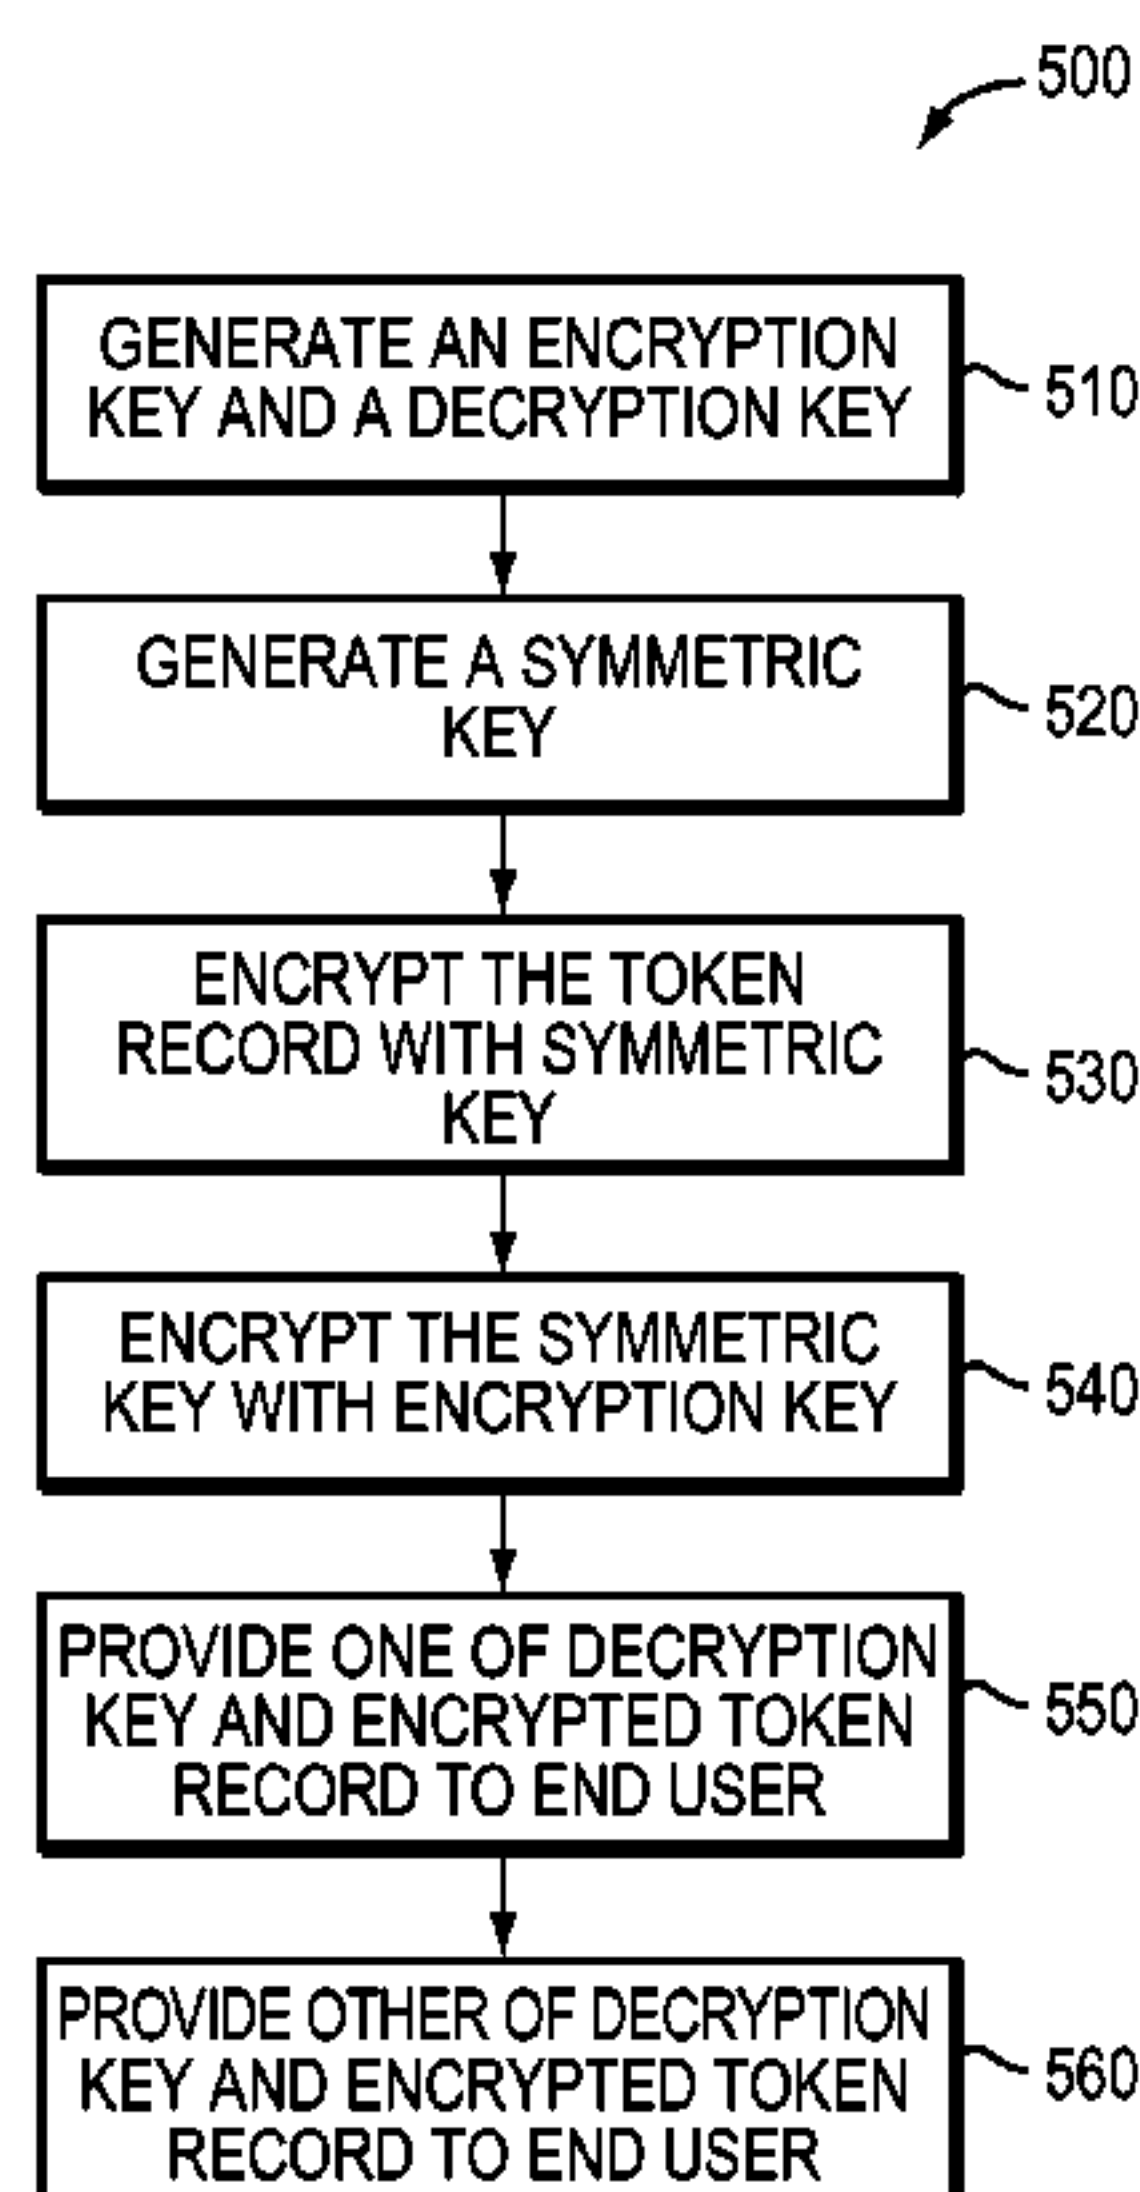 500
GENERATE AN ENCRYPTION
KEY AND A DECRYPTION KEY
510
GENERATE A SYMMETRIC
KEY
520
ENCRYPT THE TOKEN
RECORD WITH SYMMETRIC
KEY
530
ENCRYPT THE SYMMETRIC
KEY WITH ENCRYPTION KEY
540
PROVIDE ONE OF DECRYPTION
KEY AND ENCRYPTED TOKEN
RECORD TO END USER
550
PROVIDE OTHER OF DECRYPTION
KEY AND ENCRYPTED TOKEN
RECORD TO END USER
560